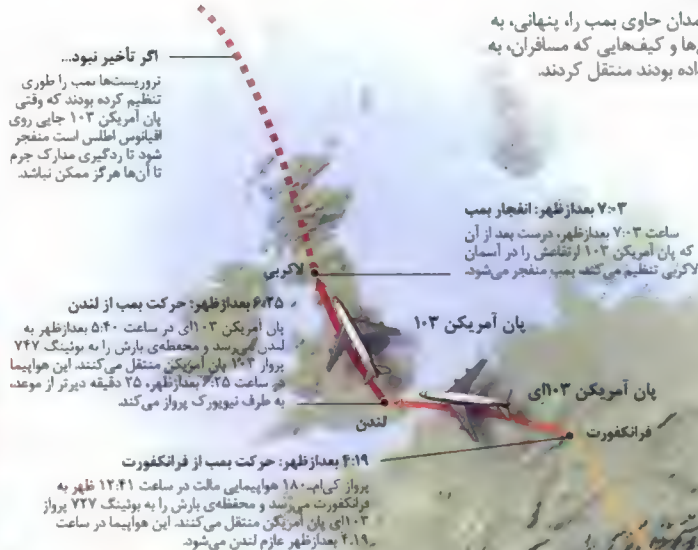 مدان حاوی بمب را، پنهانی، به
ها و کیف‌هایی که مسافران، به
اده بودند منتقل کردند.
اگر تأخیر نبود...
تروریست‌ها بمب را طوری
تنظیم کرده بودند که وقتی
پان آمریکن ۱۰۳ جایی روی
اقیانوس اطلس است منفجر
شود تا ردگیری مدارک جرم
تا آن‌ها هرگز ممکن نباشد.
۷:۰۳ بعدازظهر: انفجار بمب
ساعت ۷:۰۳ بعدازظهر، درست بعد از آن
که پان آمریکن ۱۰۳ ارتفاعش را در آسمان
لاکربی تنظیم می‌کند، بمب منفجر می‌شود.
لاکربی
۶:۲۵ بعدازظهر: حرکت بمب از لندن
پان آمریکن ۱۰۳ای در ساعت ۵:۴۰ بعدازظهر به
لندن می‌رسد و محفظه‌ی بارش را به بوئینگ ۷۴۷
پرواز ۱۰۳ پان آمریکن منتقل می‌کنند. این هواپیما
در ساعت ۶:۲۵ بعدازظهر، ۲۵ دقیقه دیرتر از موعد،
به طرف نیویورک پرواز می‌کند.
پان آمریکن ۱۰۳
پان آمریکن ۱۰۳ای
لندن
فرانکفورت
۴:۱۹ بعدازظهر: حرکت بمب از فرانکفورت
پرواز کی‌ام-۱۸۰ هواپیمایی مالت در ساعت ۱۲:۴۱ ظهر به
فرانکفورت می‌رسد و محفظه‌ی بارش را به بوئینگ ۷۲۷ پرواز
۱۰۳ای پان آمریکن منتقل می‌کنند. این هواپیما در ساعت
۴:۱۹ بعدازظهر عازم لندن می‌شود.